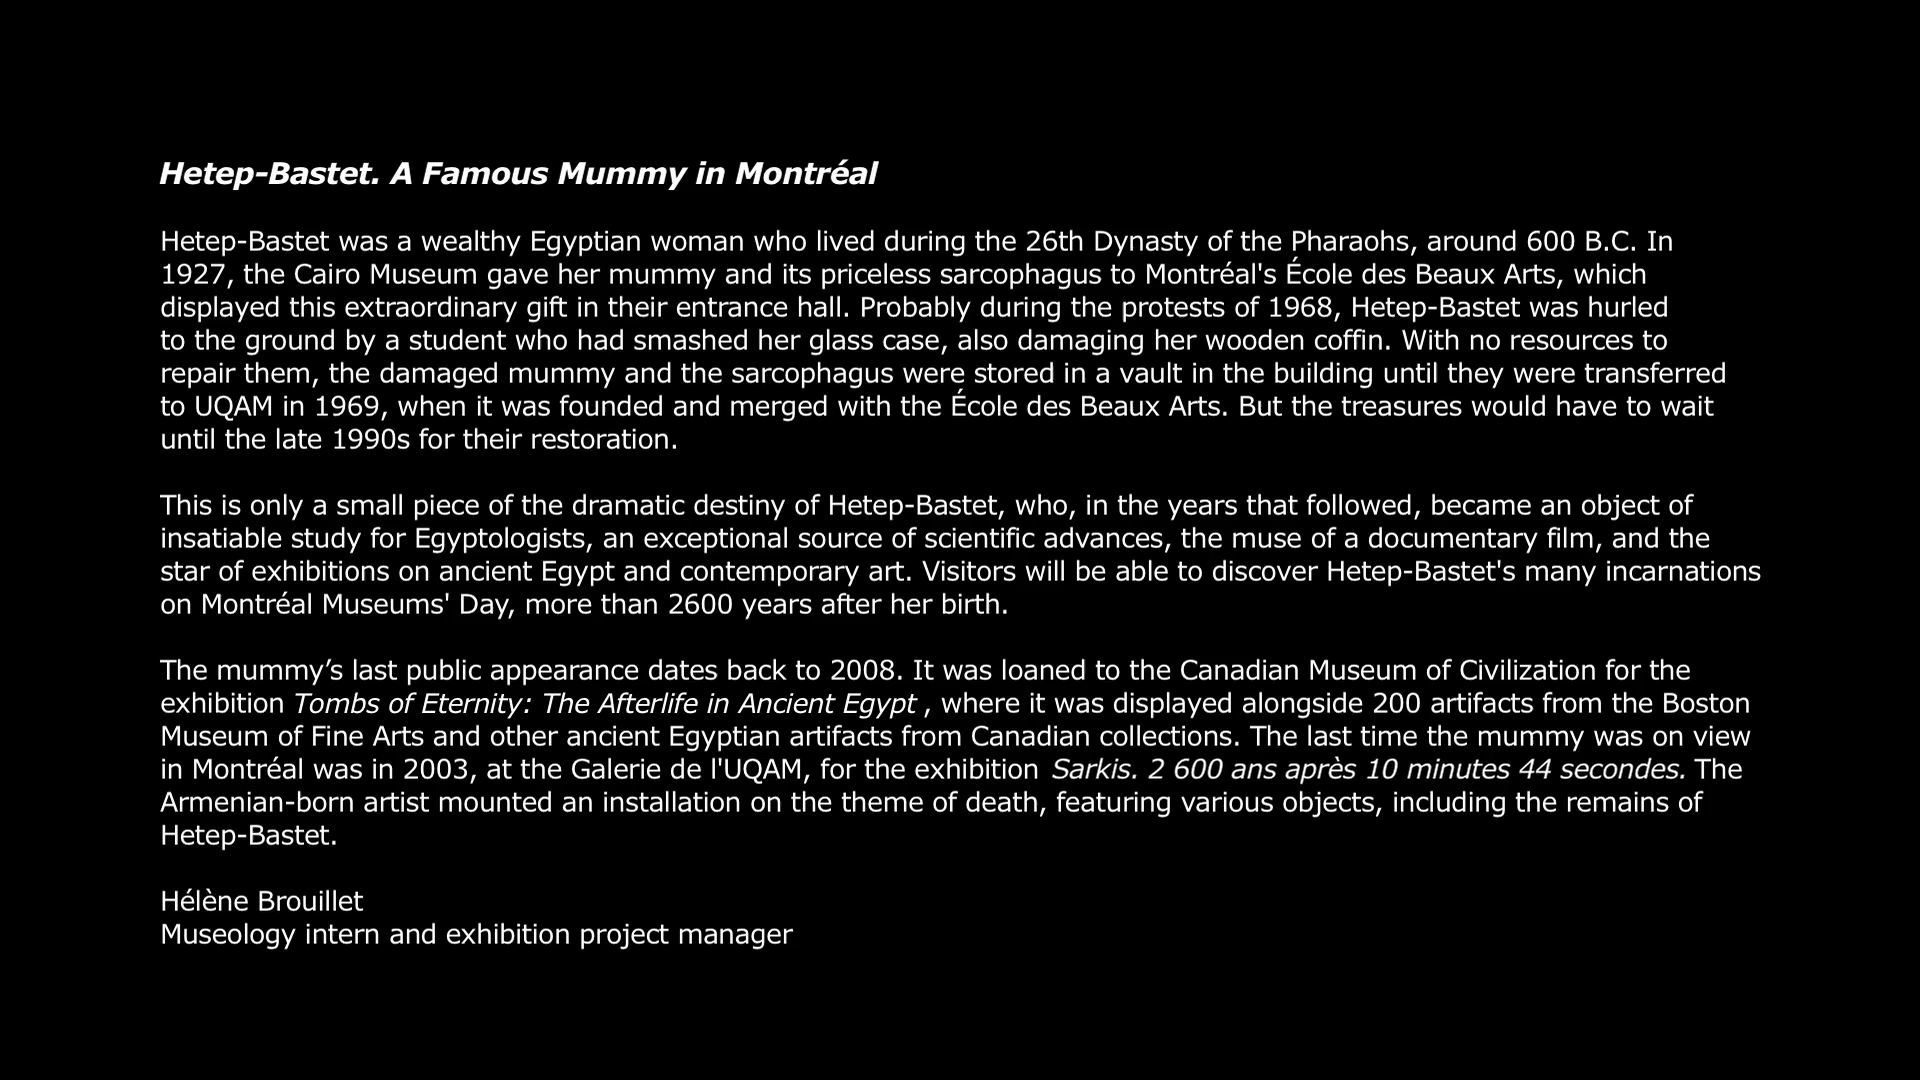 Hetep-Bastet. A Famous Mummy in Montréal
Hetep-Bastet was a wealthy Egyptian woman who lived during the 26th Dynasty of the Pharaohs, around 600 B.C. In
1927, the Cairo Museum gave her mummy and its priceless sarcophagus to Montréal's École des Beaux Arts, which
displayed this extraordinary gift in their entrance hall. Probably during the protests of 1968, Hetep-Bastet was hurled
to the ground by a student who had smashed her glass case, also damaging her wooden coffin. With no resources to
repair them, the damaged mummy and the sarcophagus were stored in a vault in the building until they were transferred
to UQAM in 1969, when it was founded and merged with the École des Beaux Arts. But the treasures would have to wait
until the late 1990s for their restoration.
This is only a small piece of the dramatic destiny of Hetep-Bastet, who, in the years that followed, became an object of
insatiable study for Egyptologists, an exceptional source of scientific advances, the muse of a documentary film, and the
star of exhibitions on ancient Egypt and contemporary art. Visitors will be able to discover Hetep-Bastet's many incarnations
on Montréal Museums' Day, more than 2600 years after her birth.
The mummy’s last public appearance dates back to 2008. It was loaned to the Canadian Museum of Civilization for the
exhibition Tombs of Eternity: The Afterlife in Ancient Egypt , where it was displayed alongside 200 artifacts from the Boston
Museum of Fine Arts and other ancient Egyptian artifacts from Canadian collections. The last time the mummy was on view
in Montréal was in 2003, at the Galerie de l'UQAM, for the exhibition Sarkis. 2 600 ans après 10 minutes 44 secondes. The
Armenian-born artist mounted an installation on the theme of death, featuring various objects, including the remains of
Hetep-Bastet.
Hélène Brouillet
Museology intern and exhibition project manager